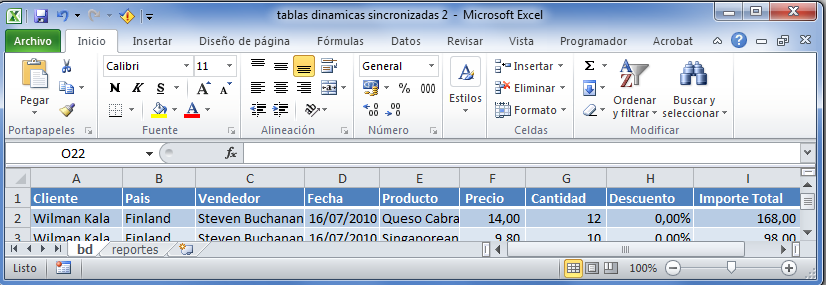 tablas dinamicas sincronizadas 2 - Microsoft Excel
Archivo Inicio Insertar Diseño de página Fórmulas Datos Revisar Vista Programador Acrobat
Calibri 11 General Insertar Σ
Pegar N K S A A % 000 Estilos Eliminar Ordenar y filtrar Buscar y seleccionar
Formato
Portapapeles Fuente Alineación Número Celdas Modificar
O22 fx
A B C D E F G H I
1 Cliente Pais Vendedor Fecha Producto Precio Cantidad Descuento Importe Total
2 Wilman Kala Finland Steven Buchanan 16/07/2010 Queso Cabra 14,00 12 0,00% 168,00
3 Wilman Kala Finland Steven Buchanan 16/07/2010 Singaporean 9,80 10 0,00% 98,00
bd reportes
Listo 100%